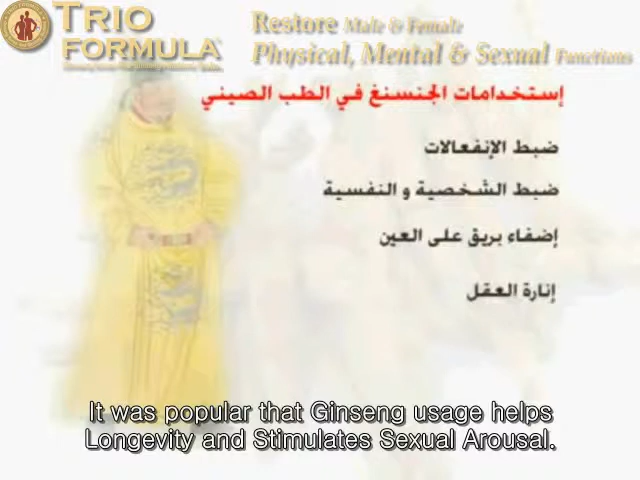 TRIO
FORMULA
Restore Male & Female
Physical, Mental & Sexual Functions
إستخدامات الجنسنغ في الطب الصيني
ضبط الإنفعالات
ضبط الشخصية و النفسية
إضفاء بريق على العين
إنارة العقل
It was popular that Ginseng usage helps
Longevity and Stimulates Sexual Arousal.